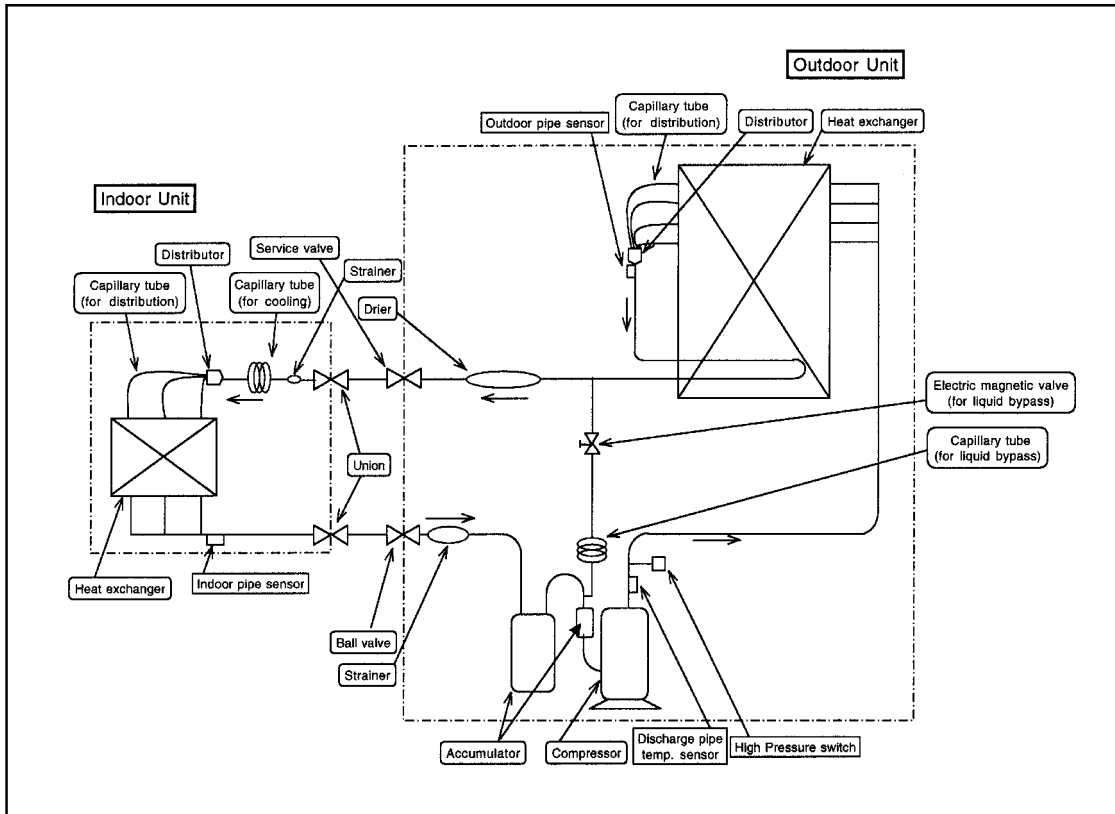 Outdoor Unit
Capillary tube
(for distribution)
Outdoor pipe sensor
Distributor
Heat exchanger
Indoor Unit
Distributor
Service valve
Strainer
Capillary tube
(for distribution)
Capillary tube
(for cooling)
Drier
Electric magnetic valve
(for liquid bypass)
Capillary tube
(for liquid bypass)
Union
Heat exchanger
Indoor pipe sensor
Ball valve
Strainer
Accumulator
Compressor
Discharge pipe
temp. sensor
High Pressure switch